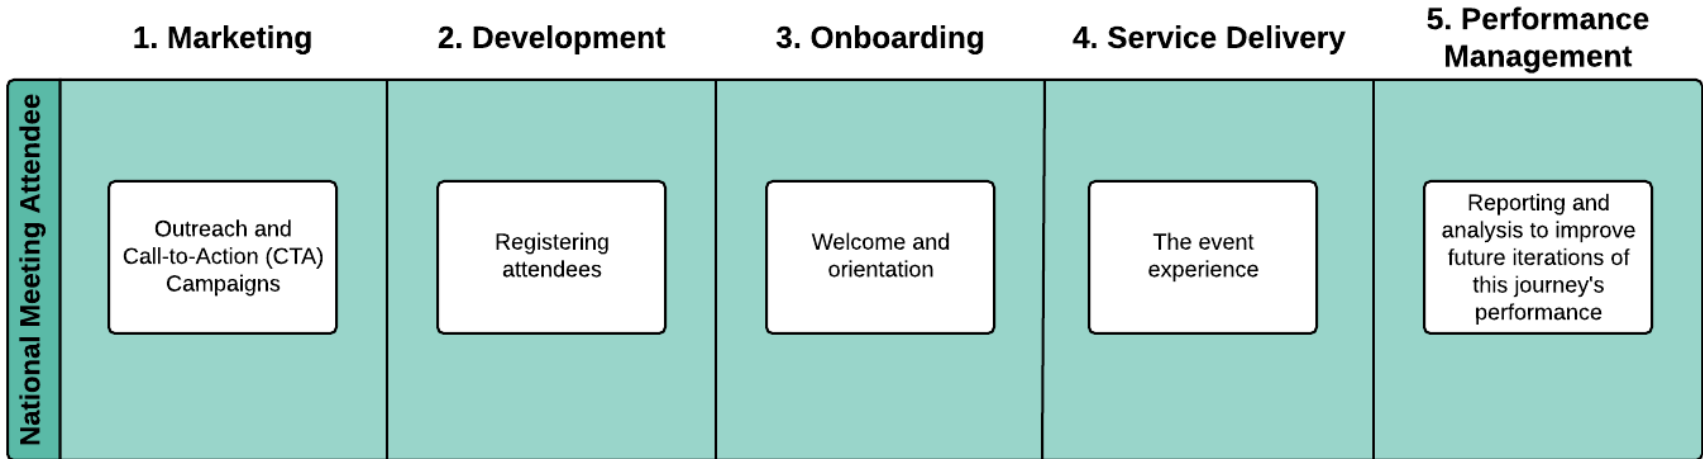 1. Marketing
2. Development
3. Onboarding
4. Service Delivery
5. Performance
Management
National Meeting Attendee
Outreach and
Call-to-Action (CTA)
Campaigns
Registering
attendees
Welcome and
orientation
The event
experience
Reporting and
analysis to improve
future iterations of
this journey's
performance